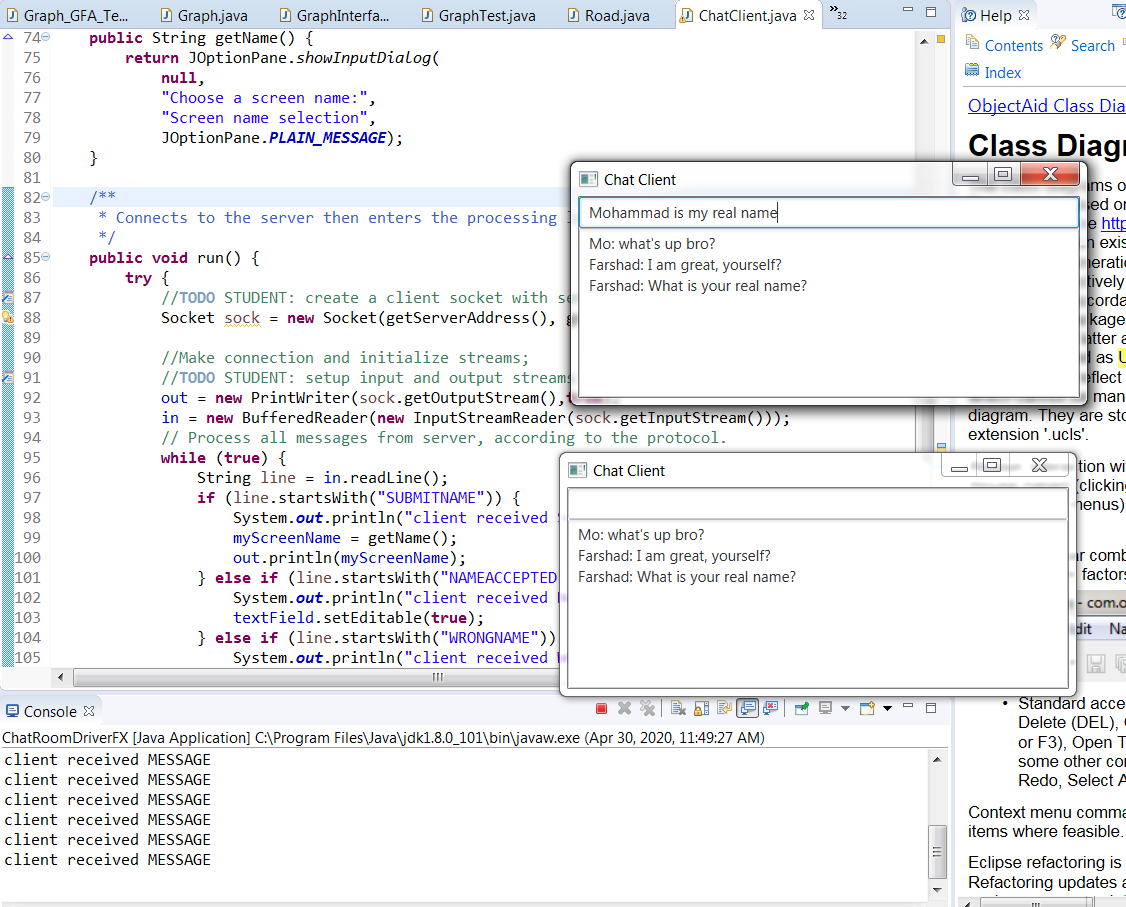 Graph_GFA_Te...
Graph.java
GraphInterfa...
GraphTest.java
Road.java
ChatClient.java
32
74 public String getName() {
75 return JOptionPane.showInputDialog(
76 null,
77 "Choose a screen name:",
78 "Screen name selection",
79 JOptionPane.PLAIN_MESSAGE);
80 }
81
82 /**
83 * Connects to the server then enters the processing
84 */
85 public void run() {
86 try {
87 //TODO STUDENT: create a client socket with
88 Socket sock = new Socket(getServerAddress(),
89
90 //Make connection and initialize streams;
91 //TODO STUDENT: setup input and output streams
92 out = new PrintWriter(sock.getOutputStream(),
93 in = new BufferedReader(new InputStreamReader(sock.getInputStream()));
94 // Process all messages from server, according to the protocol.
95 while (true) {
96 String line = in.readLine();
97 if (line.startsWith("SUBMITNAME")) {
98 System.out.println("client received
99 myScreenName = getName();
100 out.println(myScreenName);
101 } else if (line.startsWith("NAMEACCEPTED
102 System.out.println("client received
103 textField.setEditable(true);
104 } else if (line.startsWith("WRONGNAME"))
105 System.out.println("client received
Chat Client
Mohammad is my real name
Mo: what's up bro?
Farshad: I am great, yourself?
Farshad: What is your real name?
Chat Client
Mo: what's up bro?
Farshad: I am great, yourself?
Farshad: What is your real name?
Console
ChatRoomDriverFX [Java Application] C:\Program Files\Java\jdk1.8.0_101\bin\javaw.exe (Apr 30, 2020, 11:49:27 AM)
client received MESSAGE
client received MESSAGE
client received MESSAGE
client received MESSAGE
client received MESSAGE
client received MESSAGE
Help
Contents
Search
Index
ObjectAid Class Dia
Class Diagr
diagram. They are sto
extension '.ucls'.
tion wi
(clicking
enus)
ar comb
factors
- com.o
dit Na
• Standard acce
Delete (DEL), C
or F3), Open T
some other cor
Redo, Select A
Context menu comma
items where feasible.
Eclipse refactoring is
Refactoring updates a